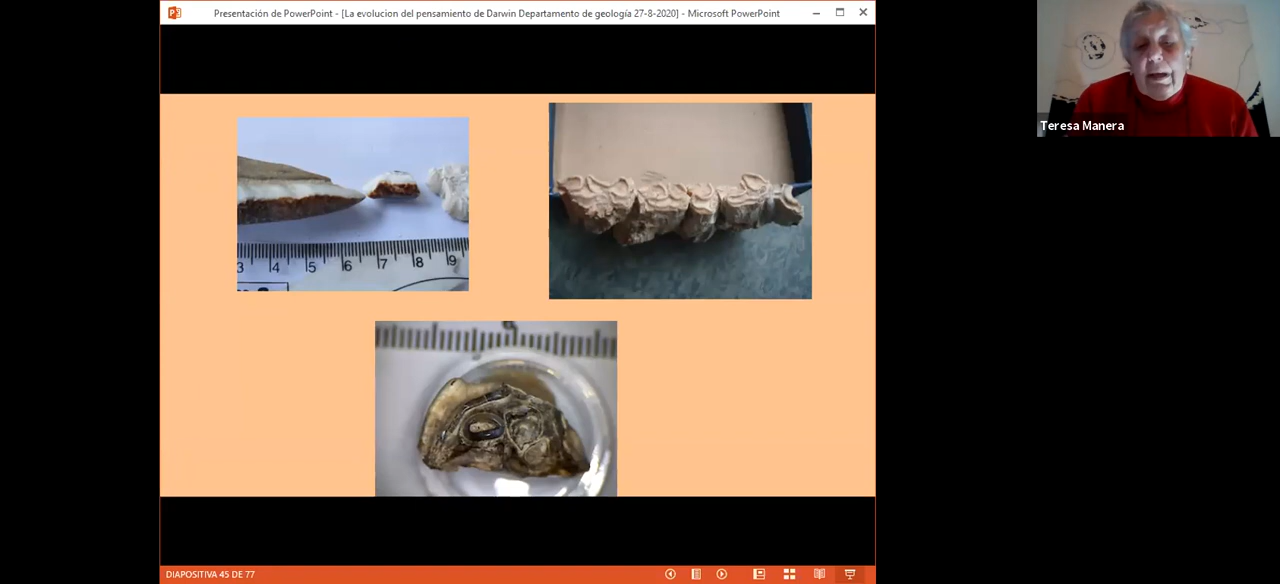 Presentación de PowerPoint - [La evolucion del pensamiento de Darwin Departamento de geología 27-8-2020] - Microsoft PowerPoint
Teresa Manera
3 4 5 6 7 8 9
DIAPOSITIVA 45 DE 77